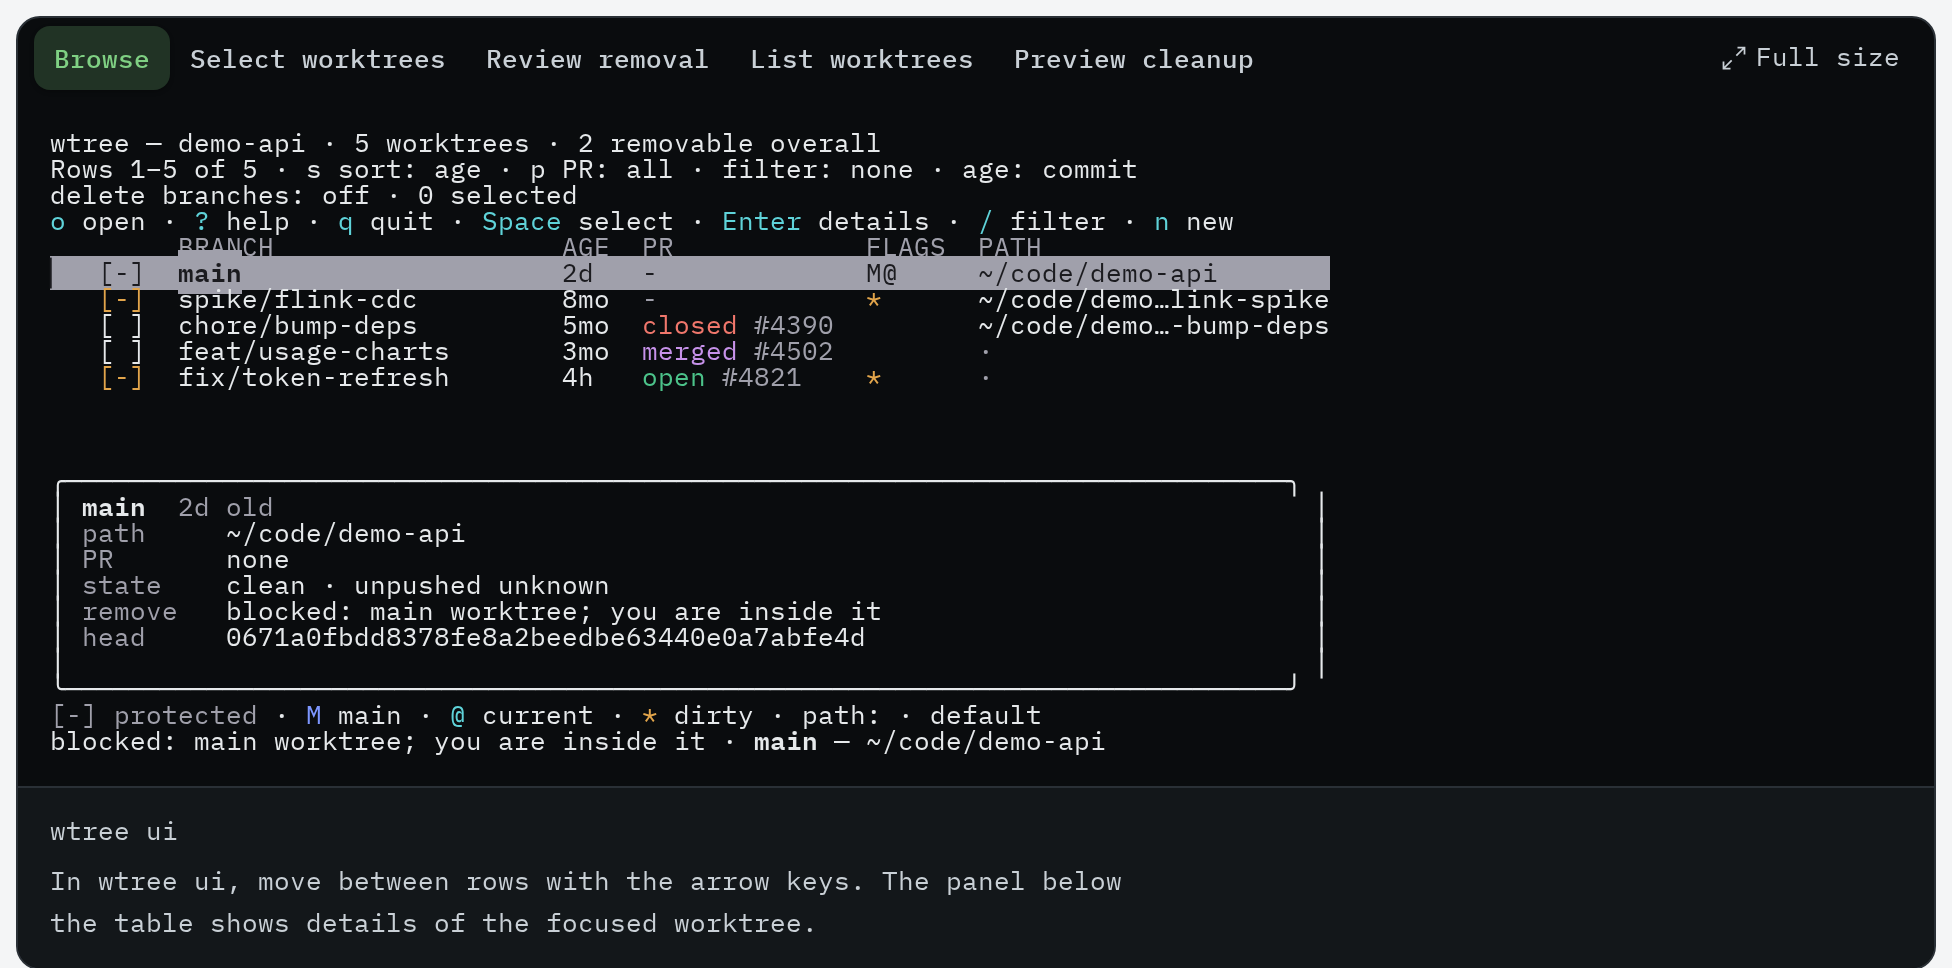 Browse Select worktrees Review removal List worktrees Preview cleanup Full size
wtree — demo-api · 5 worktrees · 2 removable overall
Rows 1–5 of 5 · s sort: age · p PR: all · filter: none · age: commit
delete branches: off · 0 selected
o open · ? help · q quit · Space select · Enter details · / filter · n new
BRANCH AGE PR FLAGS PATH
[-] main 2d - M@ ~/code/demo-api
[-] spike/flink-cdc 8mo - * ~/code/demo…link-spike
[ ] chore/bump-deps 5mo closed #4390 ~/code/demo…-bump-deps
[ ] feat/usage-charts 3mo merged #4502 ·
[-] fix/token-refresh 4h open #4821 * ·
main 2d old
path ~/code/demo-api
PR none
state clean · unpushed unknown
remove blocked: main worktree; you are inside it
head 0671a0fbdd8378fe8a2beedbe63440e0a7abfe4d
[-] protected · M main · @ current · * dirty · path: · default
blocked: main worktree; you are inside it · main — ~/code/demo-api
wtree ui
In wtree ui, move between rows with the arrow keys. The panel below
the table shows details of the focused worktree.